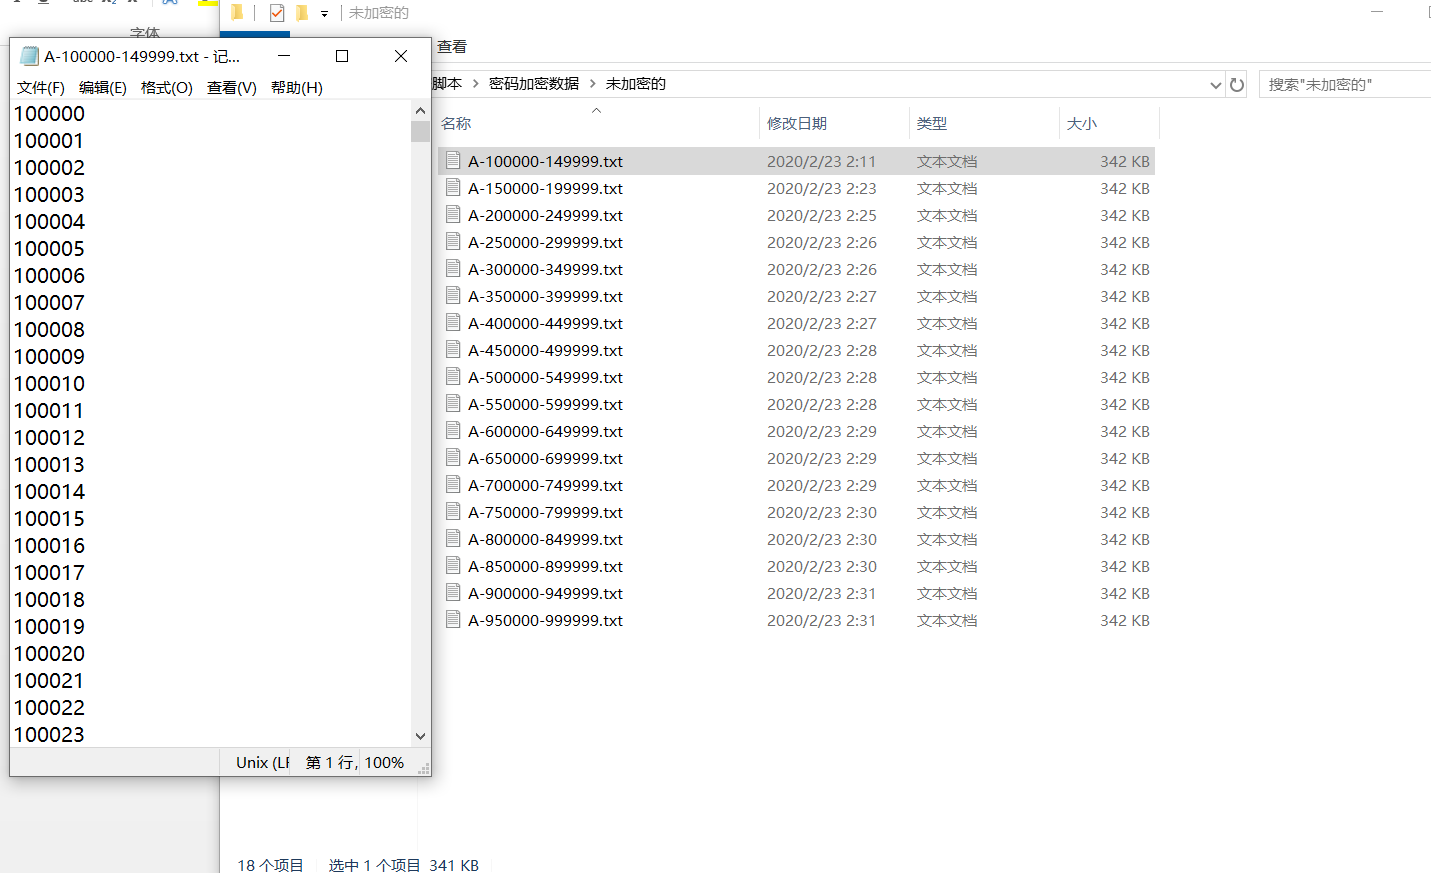 字体
未加密的
查看
脚本 > 密码加密数据 > 未加密的
搜索"未加密的"
A-100000-149999.txt - 记...
文件(F) 编辑(E) 格式(O) 查看(V) 帮助(H)
100000
100001
100002
100003
100004
100005
100006
100007
100008
100009
100010
100011
100012
100013
100014
100015
100016
100017
100018
100019
100020
100021
100022
100023
Unix (LF 第 1 行, 100%
名称 修改日期 类型 大小
A-100000-149999.txt 2020/2/23 2:11 文本文档 342 KB
A-150000-199999.txt 2020/2/23 2:23 文本文档 342 KB
A-200000-249999.txt 2020/2/23 2:25 文本文档 342 KB
A-250000-299999.txt 2020/2/23 2:26 文本文档 342 KB
A-300000-349999.txt 2020/2/23 2:26 文本文档 342 KB
A-350000-399999.txt 2020/2/23 2:27 文本文档 342 KB
A-400000-449999.txt 2020/2/23 2:27 文本文档 342 KB
A-450000-499999.txt 2020/2/23 2:28 文本文档 342 KB
A-500000-549999.txt 2020/2/23 2:28 文本文档 342 KB
A-550000-599999.txt 2020/2/23 2:28 文本文档 342 KB
A-600000-649999.txt 2020/2/23 2:29 文本文档 342 KB
A-650000-699999.txt 2020/2/23 2:29 文本文档 342 KB
A-700000-749999.txt 2020/2/23 2:29 文本文档 342 KB
A-750000-799999.txt 2020/2/23 2:30 文本文档 342 KB
A-800000-849999.txt 2020/2/23 2:30 文本文档 342 KB
A-850000-899999.txt 2020/2/23 2:30 文本文档 342 KB
A-900000-949999.txt 2020/2/23 2:31 文本文档 342 KB
A-950000-999999.txt 2020/2/23 2:31 文本文档 342 KB
18 个项目 选中 1 个项目 341 KB